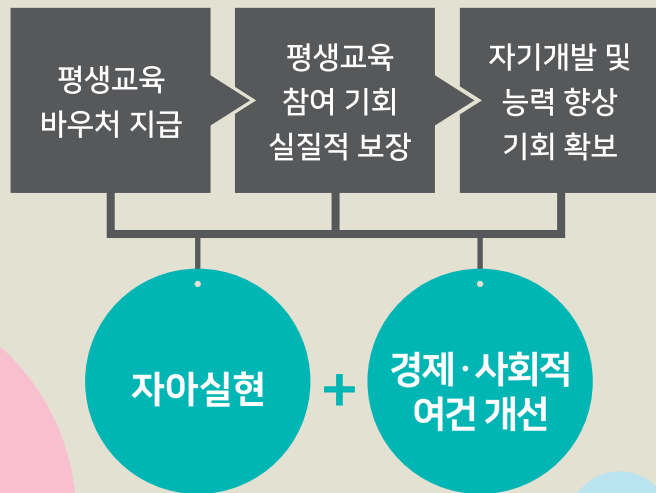 평생교육
바우처 지급
평생교육
참여 기회
실질적 보장
자기개발 및
능력 향상
기회 확보
자아실현
+
경제·사회적
여건 개선